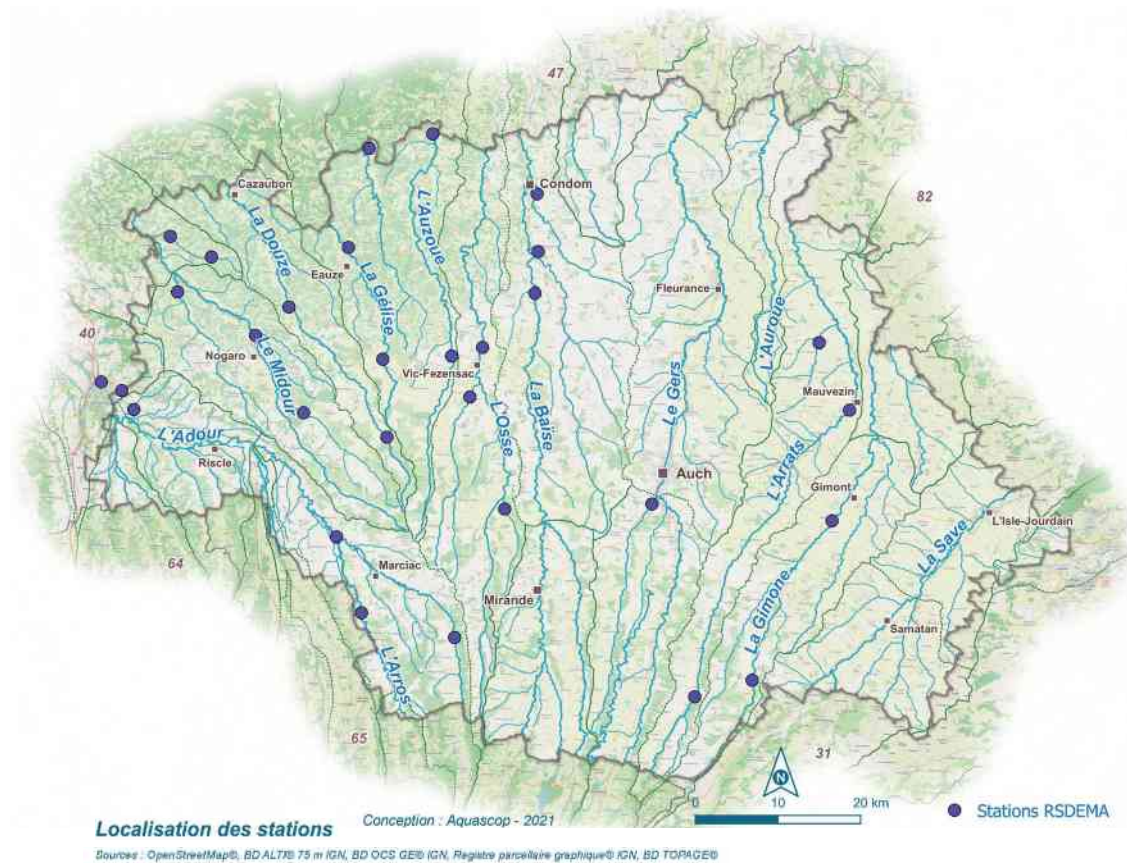 47
Cazaubon
Condom
82
L'Auzoue
La Douze
Eauze
La Gélise
Fleurance
40
L'Auroue
Nogaro
Le Midour
Vic-Fezensac
Mauvezin
L'Osse
La Baïse
Le Gers
L'Adour
Riscle
Auch
L'Arrats
Gimont
L'Isle-Jourdain
La Save
64
Marciac
Mirande
La Gimone
Samatan
L'Arros
65
31
N
0 10 20 km
Stations RSDEMA
Localisation des stations
Conception : Aquascop - 2021
Sources : OpenStreetMap©, BD ALTI® 75 m IGN, BD OCS GE® IGN, Registre parcellaire graphique® IGN, BD TOPAGE®